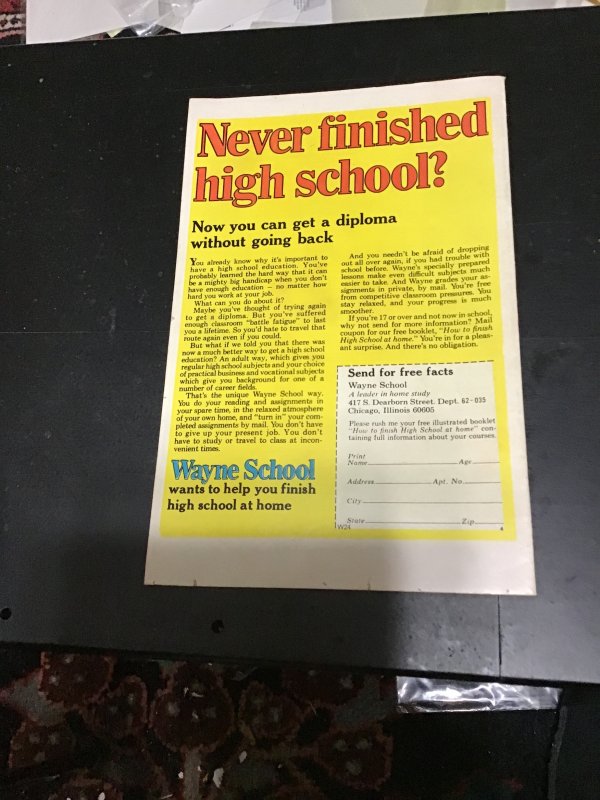 Never finished
high school?
Now you can get a diploma
without going back
You already know why it's important to
have a high school education. You've
probably learned the hard way that it can
be a mighty big handicap when you don't
have enough education – no matter how
hard you work at your job.
What can you do about it?
Maybe you've thought of trying again
to get a diploma. But you've suffered
enough classroom "battle fatigue" to last
you a lifetime. So you'd hate to travel that
route again even if you could.
But what if we told you that there was
now a much better way to get a high school
education? An adult way, which gives you
regular high school subjects and your choice
of practical business and vocational subjects
which give you background for one of a
number of career fields.
That's the unique Wayne School way.
You do your reading and assignments in
your spare time, in the relaxed atmosphere
of your own home, and "turn in" your com-
pleted assignments by mail. You don't have
to give up your present job. You don't
have to study or travel to class at incon-
venient times.
Wayne School
wants to help you finish
high school at home
And you needn't be afraid of dropping
out all over again, if you had trouble with
school before. Wayne's specially prepared
lessons make even difficult subjects much
easier to take. And Wayne grades your as-
signments in private, by mail. You're free
from competitive classroom pressures. You
stay relaxed, and your progress is much
smoother.
If you're 17 or over and not now in school,
why not send for more information? Mail
coupon for our free booklet, "How to finish
High School at home." You're in for a pleas-
ant surprise. And there's no obligation.
Send for free facts
Wayne School
A leader in home study
417 S. Dearborn Street. Dept. 62-035
Chicago, Illinois 60605
Please rush me your free illustrated booklet
"How to finish High School at home" con-
taining full information about your courses.
Print
Name Age
Address Apt. No.
City
State Zip
W24 4